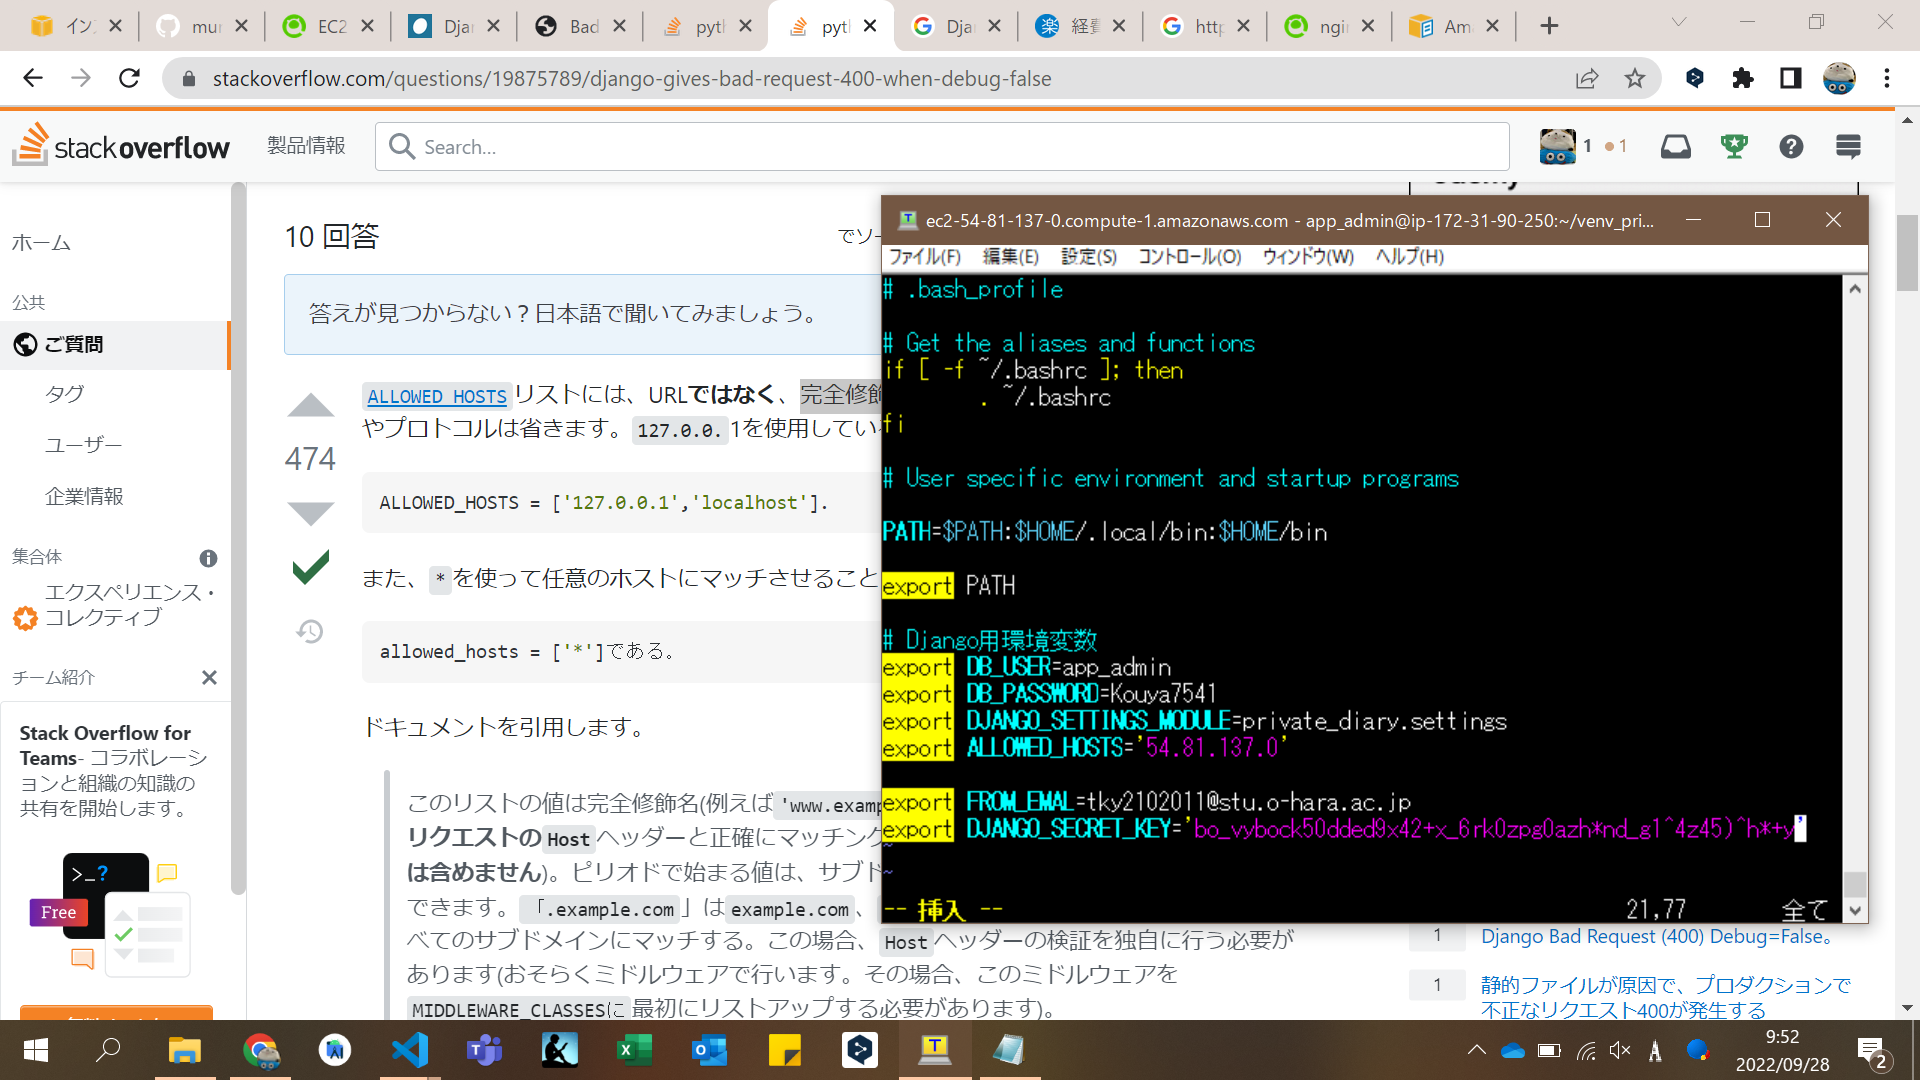 イン
mur
EC2
Djan
Bad
pyth
pyth
Djan
経費
http
ngin
Ama
stackoverflow.com/questions/19875789/django-gives-bad-request-400-when-debug-false
stackoverflow
製品情報
Search...
1 •1
ホーム
公共
ご質問
タグ
ユーザー
企業情報
集合体
エクスペリエンス・
コレクティブ
チーム紹介
Stack Overflow for
Teams- コラボレーシ
ョンと組織の知識の
共有を開始します。
>_?
Free
10 回答
でソー
答えが見つからない？日本語で聞いてみましょう。
474
ALLOWED_HOSTS リストには、URLではなく、完全修飾
やプロトコルは省きます。127.0.0.1を使用してい
ALLOWED_HOSTS = ['127.0.0.1','localhost'].
また、*を使って任意のホストにマッチさせること
allowed_hosts = ['*']である。
ドキュメントを引用します。
このリストの値は完全修飾名(例えば'www.examp
リクエストのHostヘッダーと正確にマッチング
は含めません)。ピリオドで始まる値は、サブド
できます。「.example.com」はexample.com、
べてのサブドメインにマッチする。この場合、Hostヘッダーの検証を独自に行う必要が
あります(おそらくミドルウェアで行います。その場合、このミドルウェアを
MIDDLEWARE_CLASSESに最初にリストアップする必要があります)。
ec2-54-81-137-0.compute-1.amazonaws.com - app_admin@ip-172-31-90-250:~/venv_pri...
ファイル(F) 編集(E) 設定(S) コントロール(O) ウィンドウ(W) ヘルプ(H)
# .bash_profile
# Get the aliases and functions
if [ -f ~/.bashrc ]; then
. ~/.bashrc
fi
# User specific environment and startup programs
PATH=$PATH:$HOME/.local/bin:$HOME/bin
export PATH
# Django用環境変数
export DB_USER=app_admin
export DB_PASSWORD=Kouya7541
export DJANGO_SETTINGS_MODULE=private_diary.settings
export ALLOWED_HOSTS='54.81.137.0'
export FROM_EMAL=tky2102011@stu.o-hara.ac.jp
export DJANGO_SECRET_KEY='bo_vybock50dded9x42+x_6rk0zpg0azh*nd_g1^4z45)^h*+y'
~
~
-- 挿入 --
21,77 全て
1 Django Bad Request (400) Debug=False。
1 静的ファイルが原因で、プロダクションで
不正なリクエスト400が発生する
9:52
2022/09/28
2